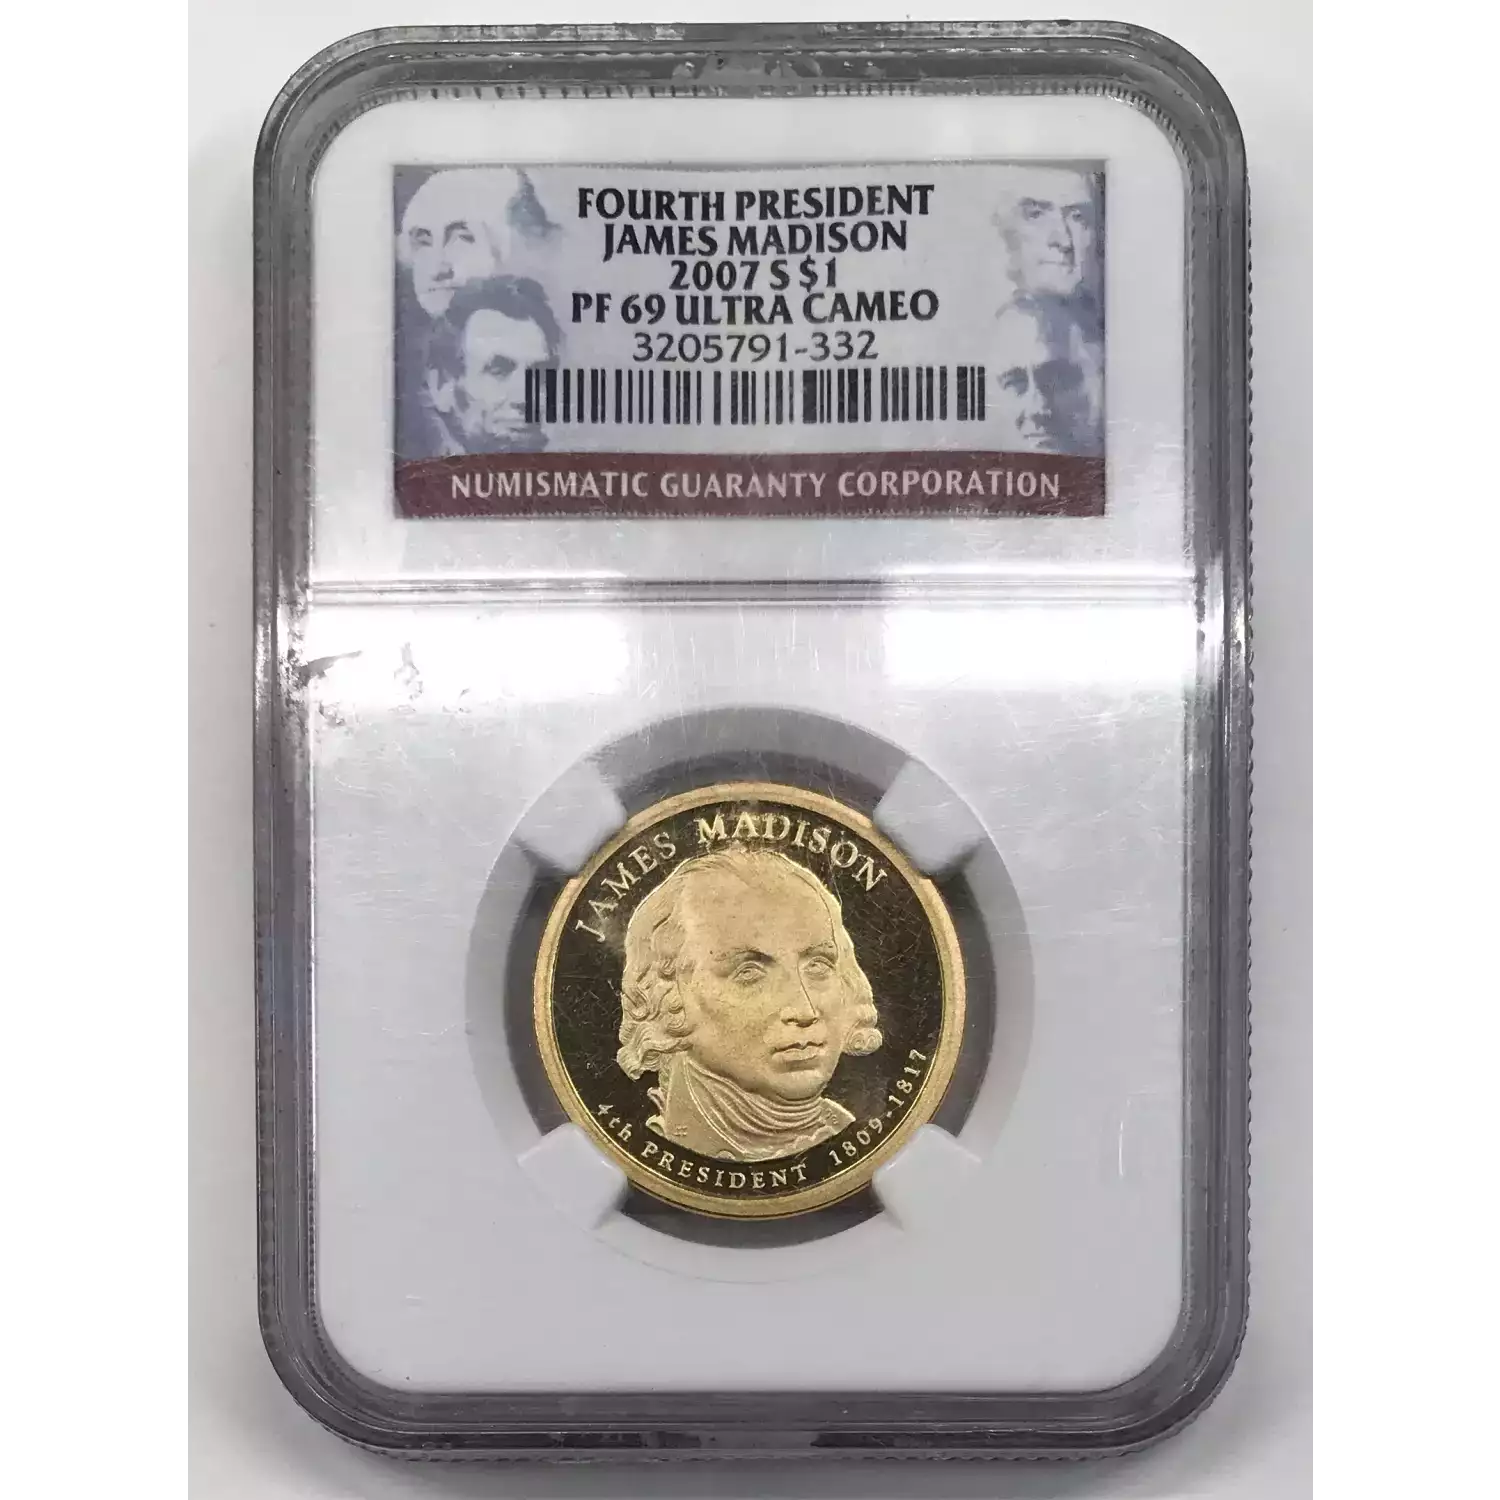 FOURTH PRESIDENT
JAMES MADISON
2007 S $1
PF 69 ULTRA CAMEO
3205791-332
NUMISMATIC GUARANTY CORPORATION
JAMES MADISON
4th PRESIDENT 1809-1817